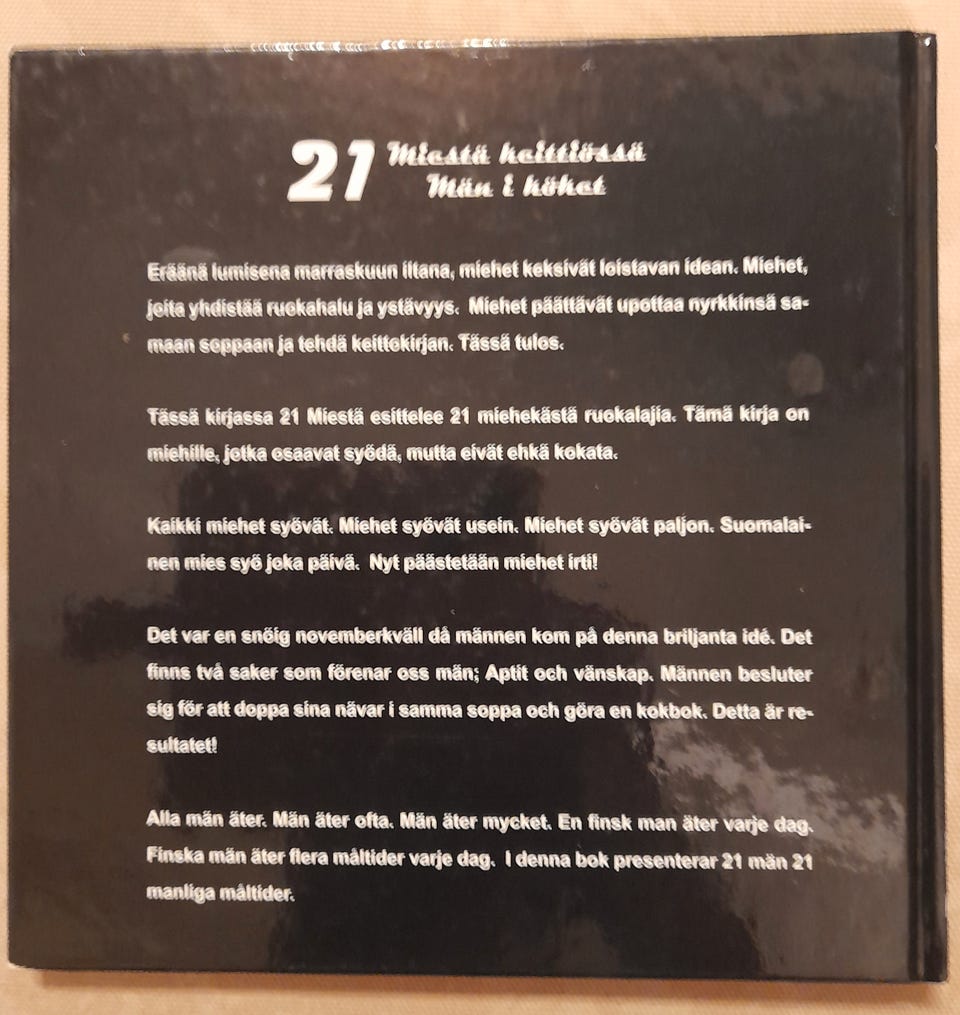 21 Miestä keittiössä
Män i köket
Eräänä lumisena marraskuun iltana, miehet keksivät loistavan idean. Miehet,
joita yhdistää ruokahalu ja ystävyys. Miehet päättävät upottaa nyrkkinsä sa-
maan soppaan ja tehdä keittokirjan. Tässä tulos.
Tässä kirjassa 21 Miestä esittelee 21 miehekästä ruokalajia. Tämä kirja on
miehille, jotka osaavat syödä, mutta eivät ehkä kokata.
Kaikki miehet syövät. Miehet syövät usein. Miehet syövät paljon. Suomalai-
nen mies syö joka päivä. Nyt päästetään miehet irti!
Det var en snöig novemberkväll då männen kom på denna briljanta idé. Det
finns två saker som förenar oss män; Aptit och vänskap. Männen besluter
sig för att doppa sina nävar i samma soppa och göra en kokbok. Detta är re-
sultatet!
Alla män äter. Män äter ofta. Män äter mycket. En finsk man äter varje dag.
Finska män äter flera måltider varje dag. I denna bok presenterar 21 män 21
manliga måltider.